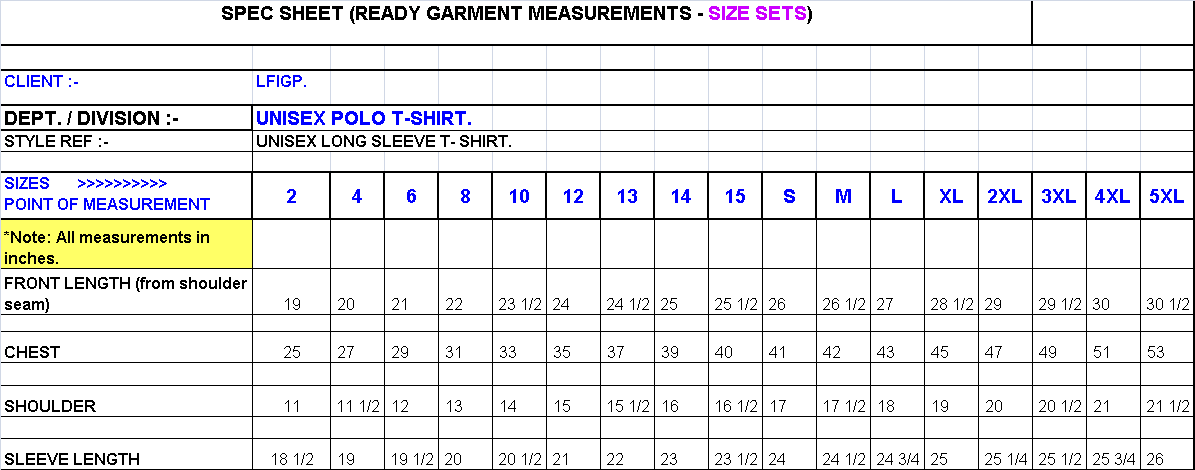 SPEC SHEET (READY GARMENT MEASUREMENTS - SIZE SETS)
CLIENT :- LFIGP.
DEPT. / DIVISION :- UNISEX POLO T-SHIRT.
STYLE REF :- UNISEX LONG SLEEVE T- SHIRT.
SIZES >>>>>>>>>>
POINT OF MEASUREMENT 2 4 6 8 10 12 13 14 15 S M L XL 2XL 3XL 4XL 5XL
*Note: All measurements in
inches.
FRONT LENGTH (from shoulder
seam) 19 20 21 22 23 1/2 24 24 1/2 25 25 1/2 26 26 1/2 27 28 1/2 29 29 1/2 30 30 1/2
CHEST 25 27 29 31 33 35 37 39 40 41 42 43 45 47 49 51 53
SHOULDER 11 11 1/2 12 13 14 15 15 1/2 16 16 1/2 17 17 1/2 18 19 20 20 1/2 21 21 1/2
SLEEVE LENGTH 18 1/2 19 19 1/2 20 20 1/2 21 22 23 23 1/2 24 24 1/2 24 3/4 25 25 1/4 25 1/2 25 3/4 26